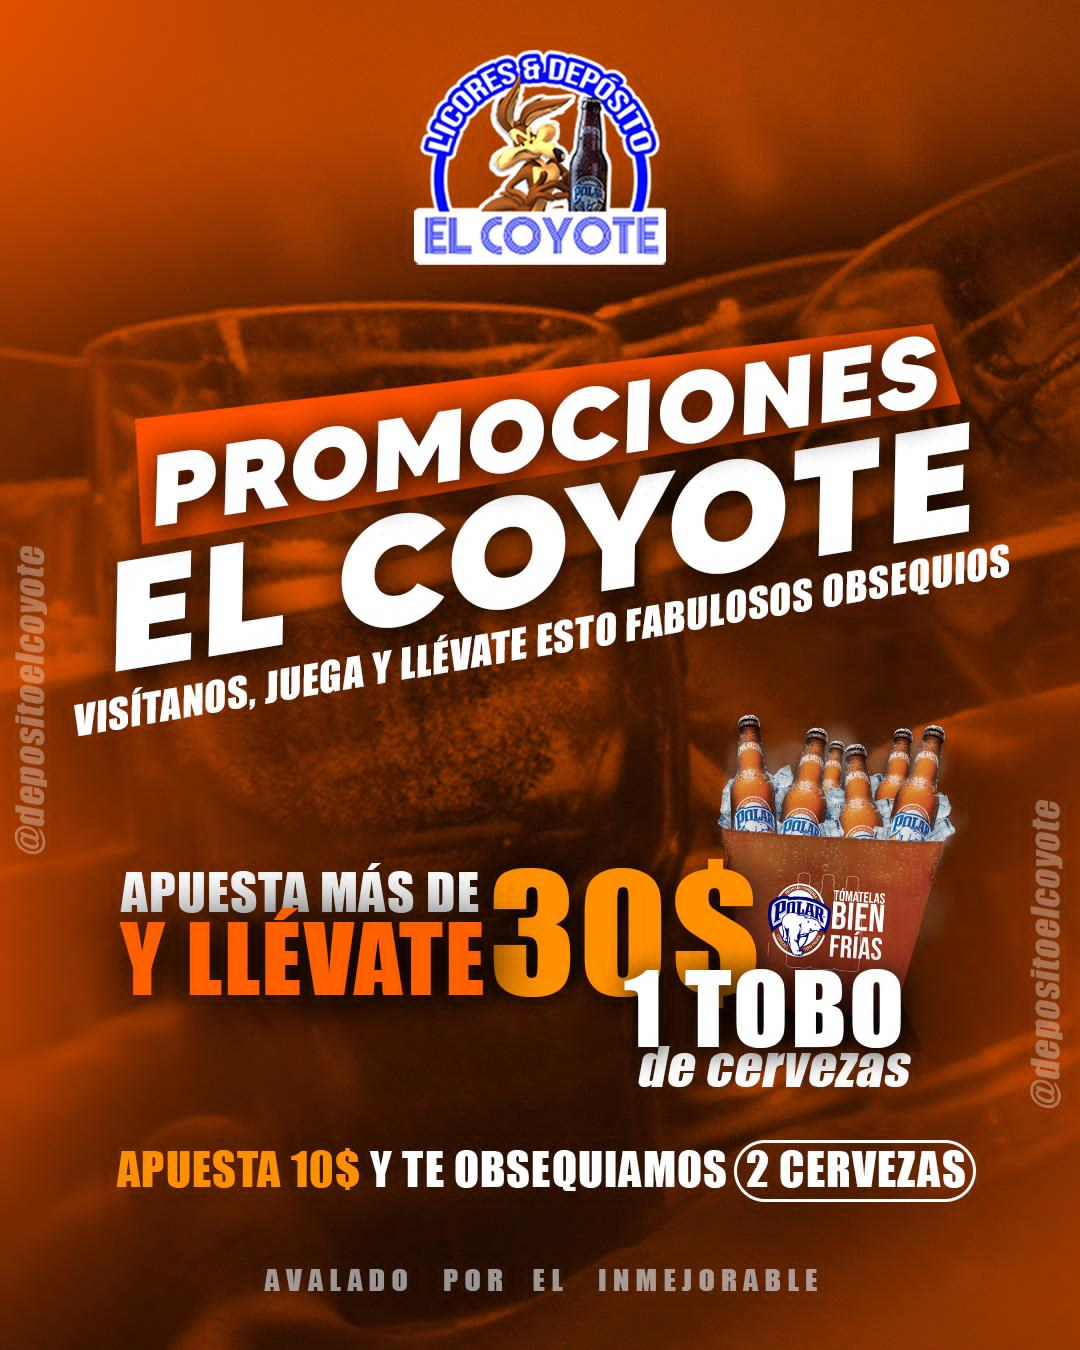 LICORES & DEPÓSITO
POLAR
EL COYOTE
PROMOCIONES
EL COYOTE
VISÍTANOS, JUEGA Y LLÉVATE ESTO FABULOSOS OBSEQUIOS
@depositoelcoyote
@depositoelcoyote
POLAR
POLAR
POLAR
APUESTA MÁS DE
Y LLÉVATE
30$
POLAR
TÓMATELAS
BIEN
FRÍAS
1 TOBO
de cervezas
APUESTA 10$ Y TE OBSEQUIAMOS 2 CERVEZAS
AVALADO POR EL INMEJORABLE